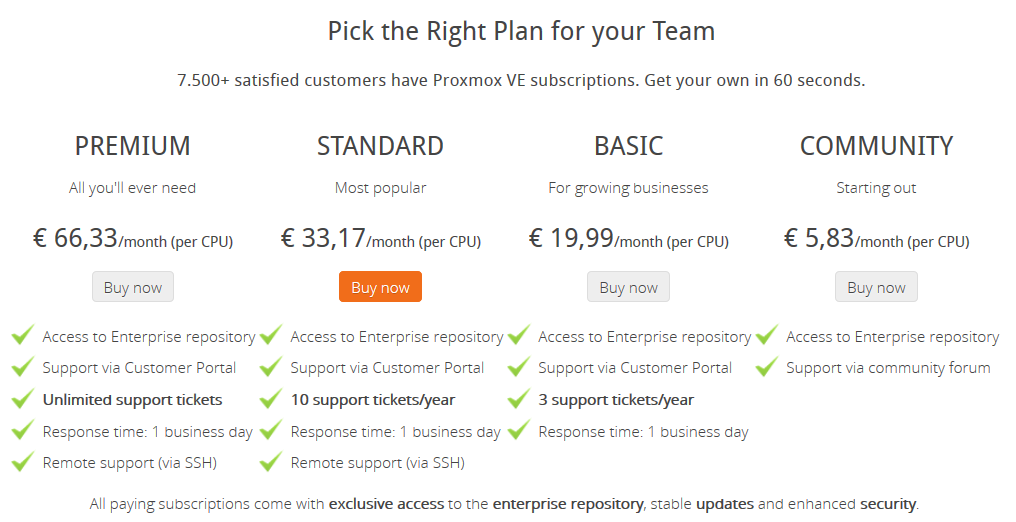 Pick the Right Plan for your Team
7.500+ satisfied customers have Proxmox VE subscriptions. Get your own in 60 seconds.
PREMIUM
All you'll ever need
€ 66,33/month (per CPU)
Buy now
Access to Enterprise repository
Support via Customer Portal
Unlimited support tickets
Response time: 1 business day
Remote support (via SSH)
STANDARD
Most popular
€ 33,17/month (per CPU)
Buy now
Access to Enterprise repository
Support via Customer Portal
10 support tickets/year
Response time: 1 business day
Remote support (via SSH)
BASIC
For growing businesses
€ 19,99/month (per CPU)
Buy now
Access to Enterprise repository
Support via Customer Portal
3 support tickets/year
Response time: 1 business day
COMMUNITY
Starting out
€ 5,83/month (per CPU)
Buy now
Access to Enterprise repository
Support via community forum
All paying subscriptions come with exclusive access to the enterprise repository, stable updates and enhanced security.